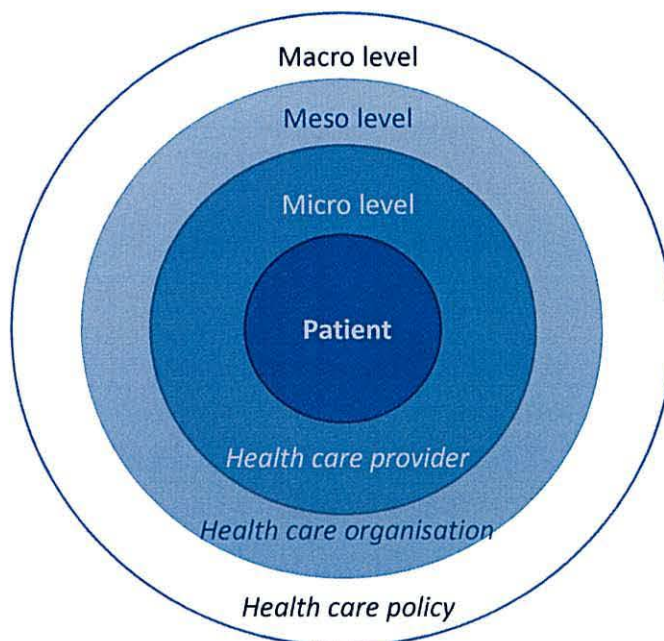 Macro level
Meso level
Micro level
Patient
Health care provider
Health care organisation
Health care policy